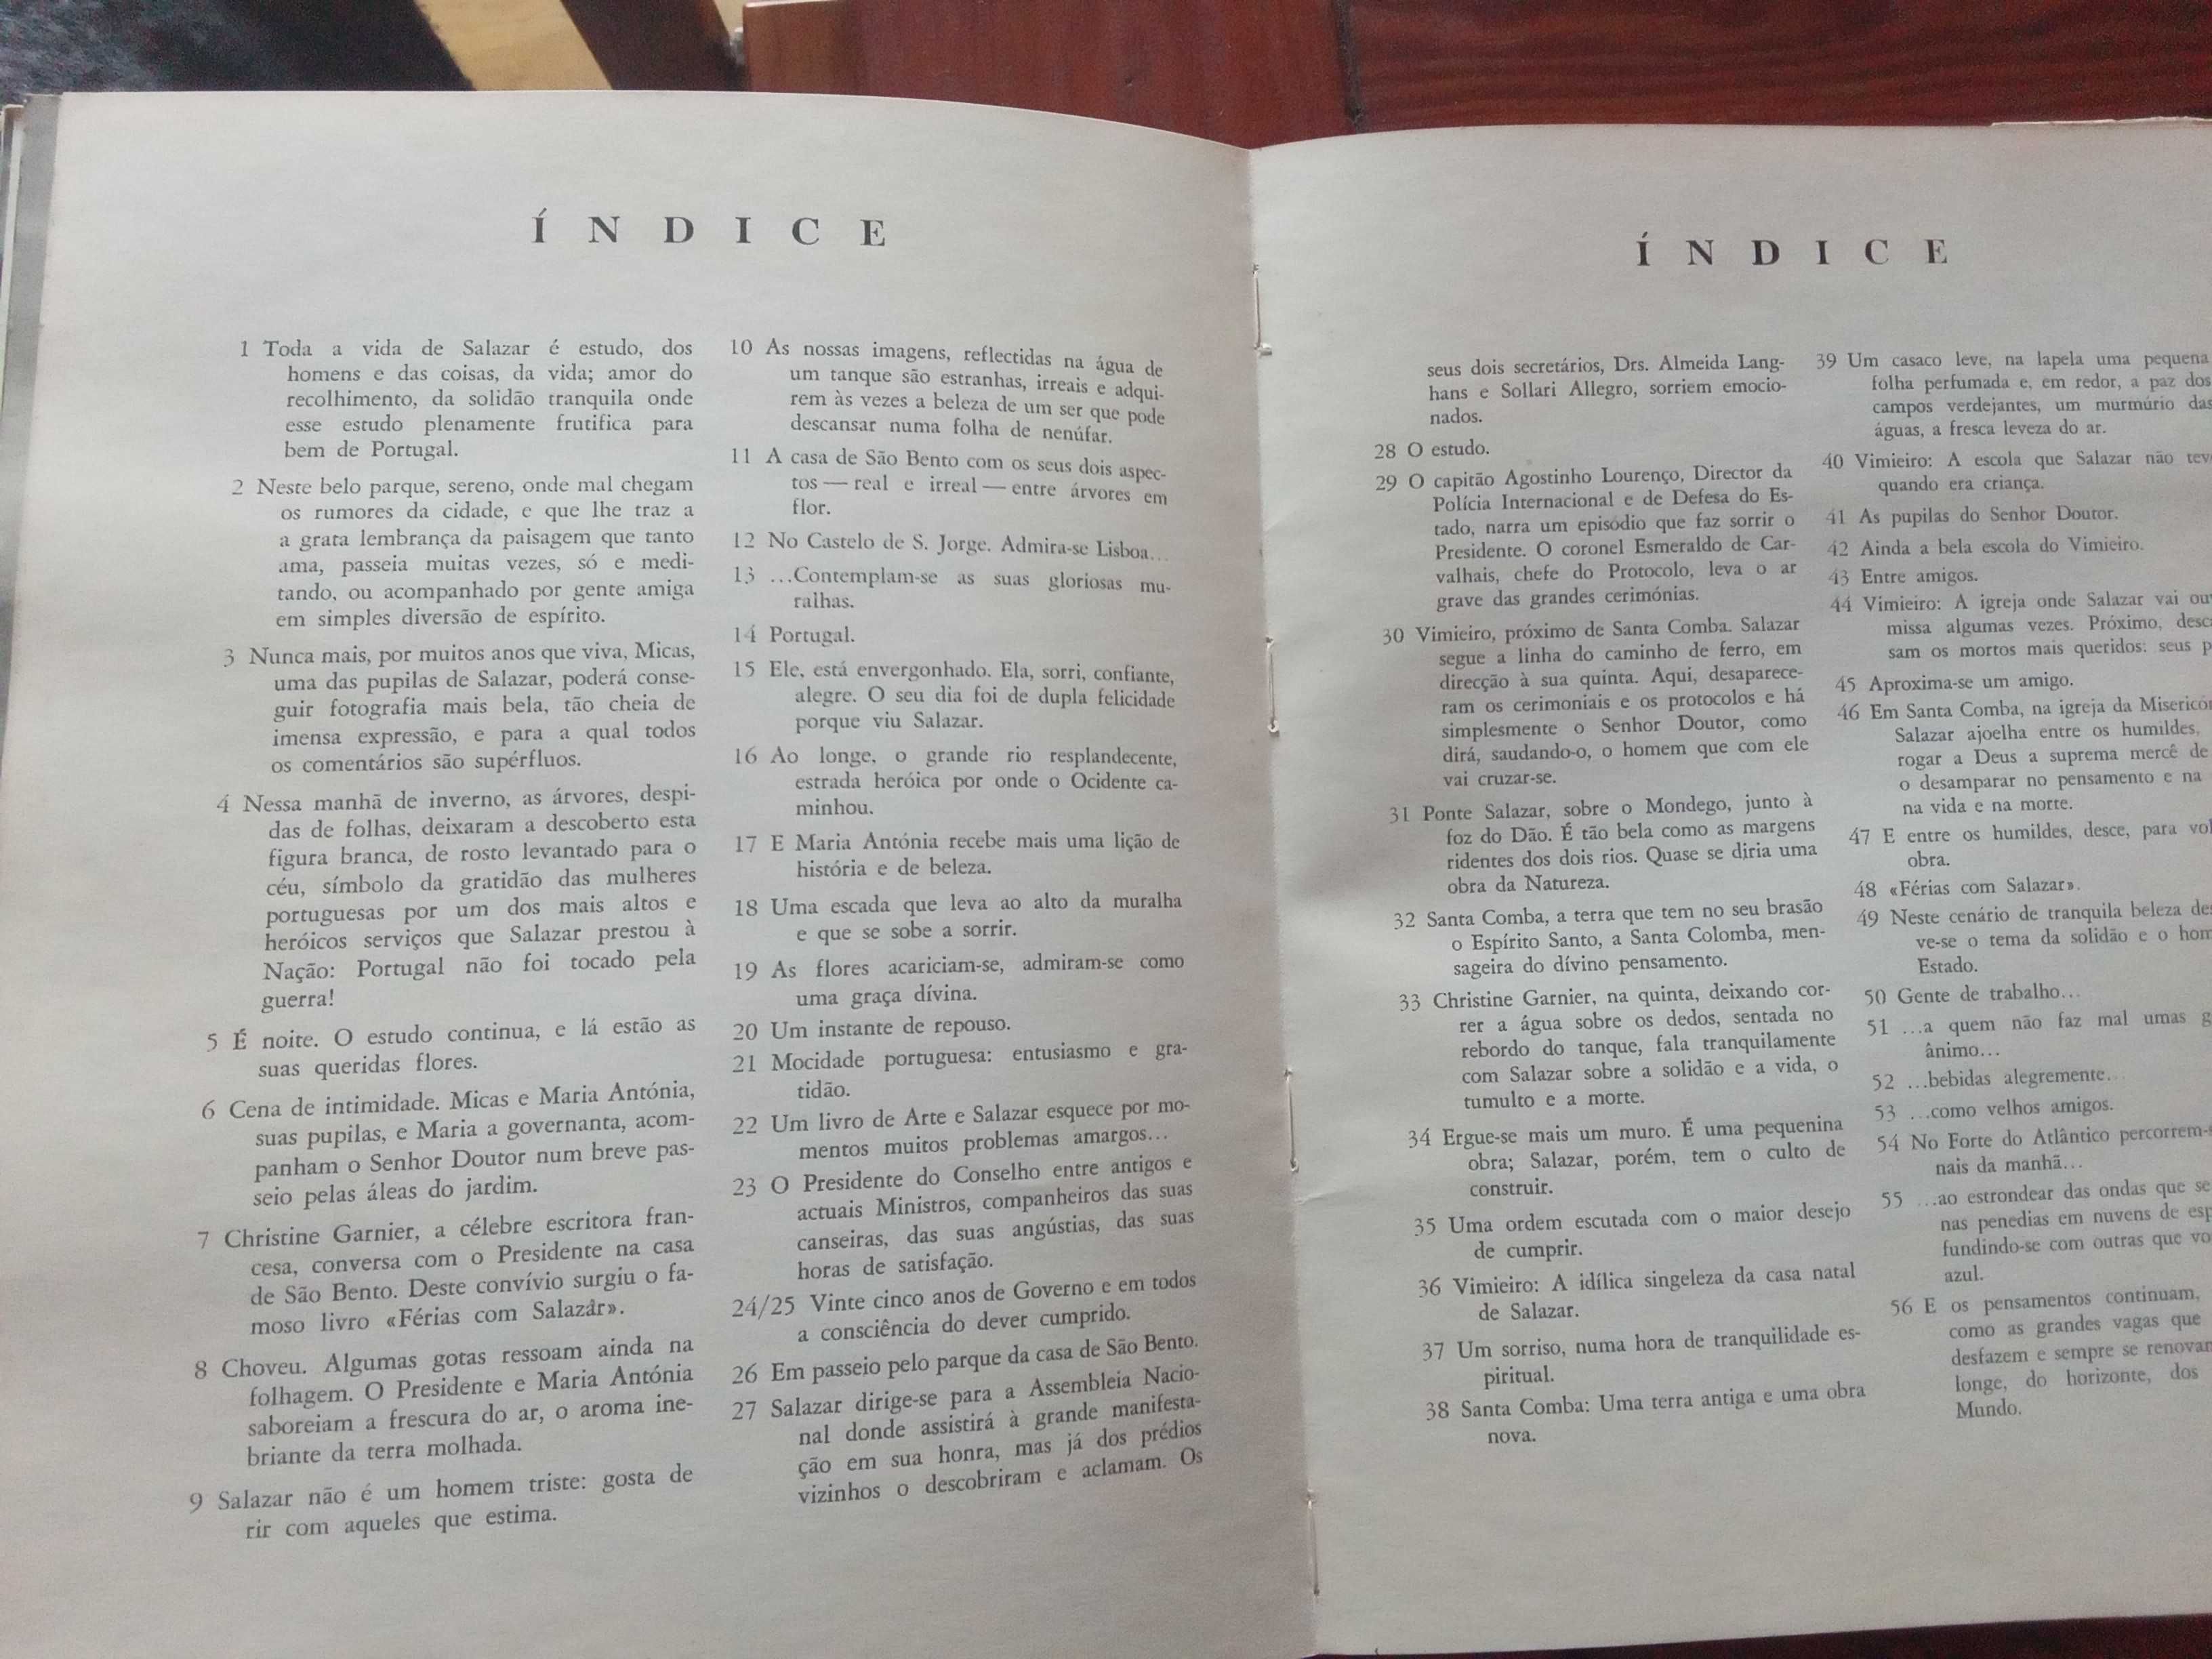 ÍNDICE
1 Toda a vida de Salazar é estudo, dos
homens e das coisas, da vida; amor do
recolhimento, da solidão tranquila onde
esse estudo plenamente frutifica para
bem de Portugal.
2 Neste belo parque, sereno, onde mal chegam
os rumores da cidade, e que lhe traz a
a grata lembrança da paisagem que tanto
ama, passeia muitas vezes, só e medi-
tando, ou acompanhado por gente amiga
em simples diversão de espírito.
3 Nunca mais, por muitos anos que viva, Micas,
uma das pupilas de Salazar, poderá conse-
guir fotografia mais bela, tão cheia de
imensa expressão, e para a qual todos
os comentários são supérfluos.
4 Nessa manhã de inverno, as árvores, despi-
das de folhas, deixaram a descoberto esta
figura branca, de rosto levantado para o
céu, símbolo da gratidão das mulheres
portuguesas por um dos mais altos e
heróicos serviços que Salazar prestou à
Nação: Portugal não foi tocado pela
guerra!
5 É noite. O estudo continua, e lá estão as
suas queridas flores.
6 Cena de intimidade. Micas e Maria Antónia,
suas pupilas, e Maria a governanta, acom-
panham o Senhor Doutor num breve pas-
seio pelas áleas do jardim.
7 Christine Garnier, a célebre escritora fran-
cesa, conversa com o Presidente na casa
de São Bento. Deste convívio surgiu o fa-
moso livro «Férias com Salazar».
8 Choveu. Algumas gotas ressoam ainda na
folhagem. O Presidente e Maria Antónia
saboreiam a frescura do ar, o aroma ine-
briante da terra molhada.
9 Salazar não é um homem triste: gosta de
rir com aqueles que estima.
10 As nossas imagens, reflectidas na água de
um tanque são estranhas, irreais e adqui-
rem às vezes a beleza de um ser que pode
descansar numa folha de nenúfar.
11 A casa de São Bento com os seus dois aspec-
tos — real e irreal — entre árvores em
flor.
12 No Castelo de S. Jorge. Admira-se Lisboa...
13 ...Contemplam-se as suas gloriosas mu-
ralhas.
14 Portugal.
15 Ele, está envergonhado. Ela, sorri, confiante,
alegre. O seu dia foi de dupla felicidade
porque viu Salazar.
16 Ao longe, o grande rio resplandecente,
estrada heróica por onde o Ocidente ca-
minhou.
17 E Maria Antónia recebe mais uma lição de
história e de beleza.
18 Uma escada que leva ao alto da muralha
e que se sobe a sorrir.
19 As flores acariciam-se, admiram-se como
uma graça dívina.
20 Um instante de repouso.
21 Mocidade portuguesa: entusiasmo e gra-
tidão.
22 Um livro de Arte e Salazar esquece por mo-
mentos muitos problemas amargos...
23 O Presidente do Conselho entre antigos e
actuais Ministros, companheiros das suas
canseiras, das suas angústias, das suas
horas de satisfação.
24/25 Vinte cinco anos de Governo e em todos
a consciência do dever cumprido.
26 Em passeio pelo parque da casa de São Bento.
27 Salazar dirige-se para a Assembleia Nacio-
nal donde assistirá à grande manifesta-
ção em sua honra, mas já dos prédios
vizinhos o descobriram e aclamam. Os
ÍNDICE
seus dois secretários, Drs. Almeida Lang-
hans e Sollari Allegro, sorriem emocio-
nados.
28 O estudo.
29 O capitão Agostinho Lourenço, Director da
Polícia Internacional e de Defesa do Es-
tado, narra um episódio que faz sorrir o
Presidente. O coronel Esmeraldo de Car-
valhais, chefe do Protocolo, leva o ar
grave das grandes cerimónias.
30 Vimieiro, próximo de Santa Comba. Salazar
segue a linha do caminho de ferro, em
direcção à sua quinta. Aqui, desaparece-
ram os cerimoniais e os protocolos e há
simplesmente o Senhor Doutor, como
dirá, saudando-o, o homem que com ele
vai cruzar-se.
31 Ponte Salazar, sobre o Mondego, junto à
foz do Dão. É tão bela como as margens
ridentes dos dois rios. Quase se diria uma
obra da Natureza.
32 Santa Comba, a terra que tem no seu brasão
o Espírito Santo, a Santa Colomba, men-
sageira do dívino pensamento.
33 Christine Garnier, na quinta, deixando cor-
rer a água sobre os dedos, sentada no
rebordo do tanque, fala tranquilamente
com Salazar sobre a solidão e a vida, o
tumulto e a morte.
34 Ergue-se mais um muro. É uma pequenina
obra; Salazar, porém, tem o culto de
construir.
35 Uma ordem escutada com o maior desejo
de cumprir.
36 Vimieiro: A idílica singeleza da casa natal
de Salazar.
37 Um sorriso, numa hora de tranquilidade es-
piritual.
38 Santa Comba: Uma terra antiga e uma obra
nova.
39 Um casaco leve, na lapela uma pequena
folha perfumada e, em redor, a paz dos
campos verdejantes, um murmúrio das
águas, a fresca leveza do ar.
40 Vimieiro: A escola que Salazar não
quando era criança.
41 As pupilas do Senhor Doutor.
42 Ainda a bela escola do Vimieiro.
43 Entre amigos.
44 Vimieiro: A igreja onde Salazar vai
missa algumas vezes. Próximo,
sam os mortos mais queridos: seus
45 Aproxima-se um amigo.
46 Em Santa Comba, na igreja da
Salazar ajoelha entre os humildes,
rogar a Deus a suprema mercê de
o desamparar no pensamento e na
na vida e na morte.
47 E entre os humildes, desce, para
obra.
48 «Férias com Salazar».
49 Neste cenário de tranquila beleza
ve-se o tema da solidão e o
Estado.
50 Gente de trabalho...
51 ...a quem não faz mal umas
ânimo...
52 ...bebidas alegremente...
53 ...como velhos amigos.
54 No Forte do Atlântico
nais da manhã...
55 ...ao estrondear das ondas que se
nas penedias em nuvens de
fundindo-se com outras que
azul.
56 E os pensamentos continuam,
como as grandes vagas que
desfazem e sempre se
longe, do horizonte, dos
Mundo.